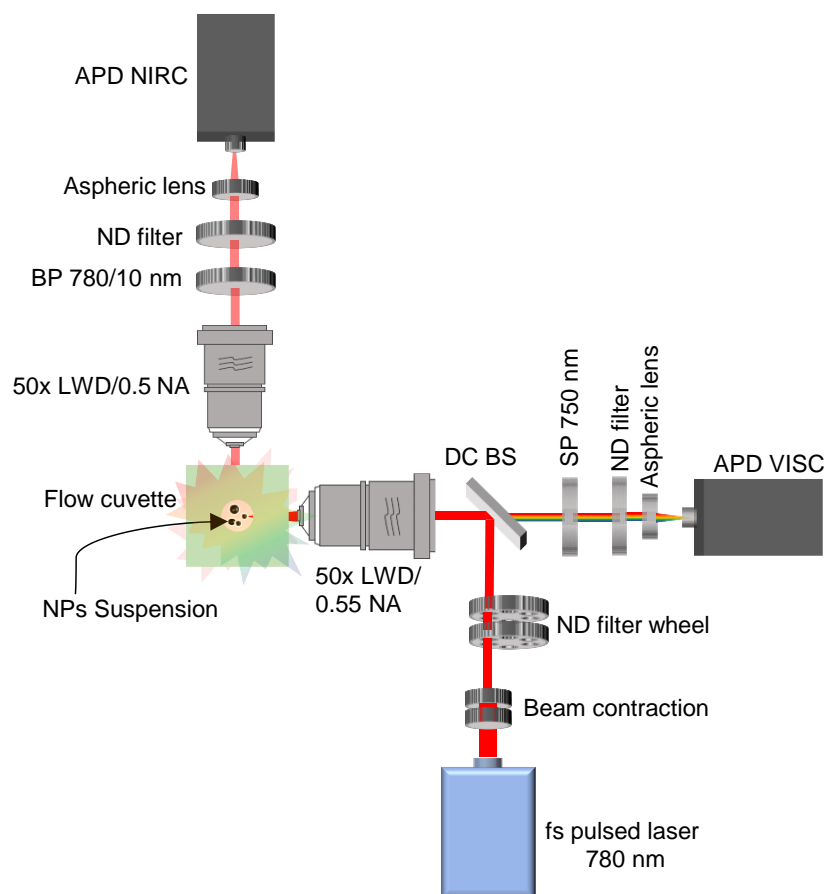 APD NIRC
Aspheric lens
ND filter
BP 780/10 nm
50x LWD/0.5 NA
Flow cuvette
NPs Suspension
50x LWD/
0.55 NA
DC BS
SP 750 nm
ND filter
Aspheric lens
APD VISC
ND filter wheel
Beam contraction
fs pulsed laser
780 nm